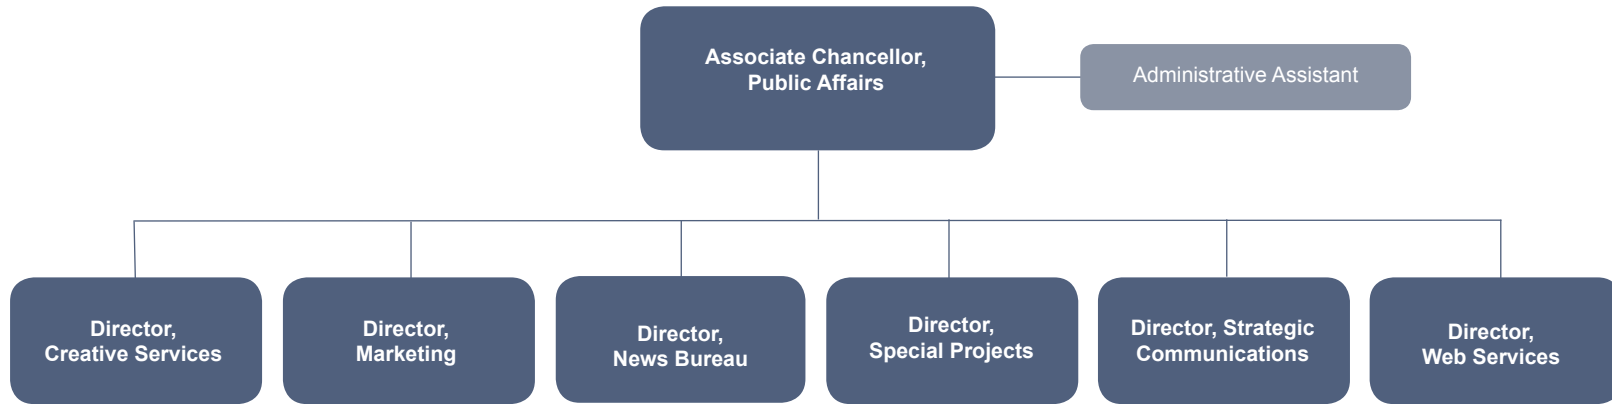 Associate Chancellor,
Public Affairs
Administrative Assistant
Director,
Creative Services
Director,
Marketing
Director,
News Bureau
Director,
Special Projects
Director, Strategic
Communications
Director,
Web Services